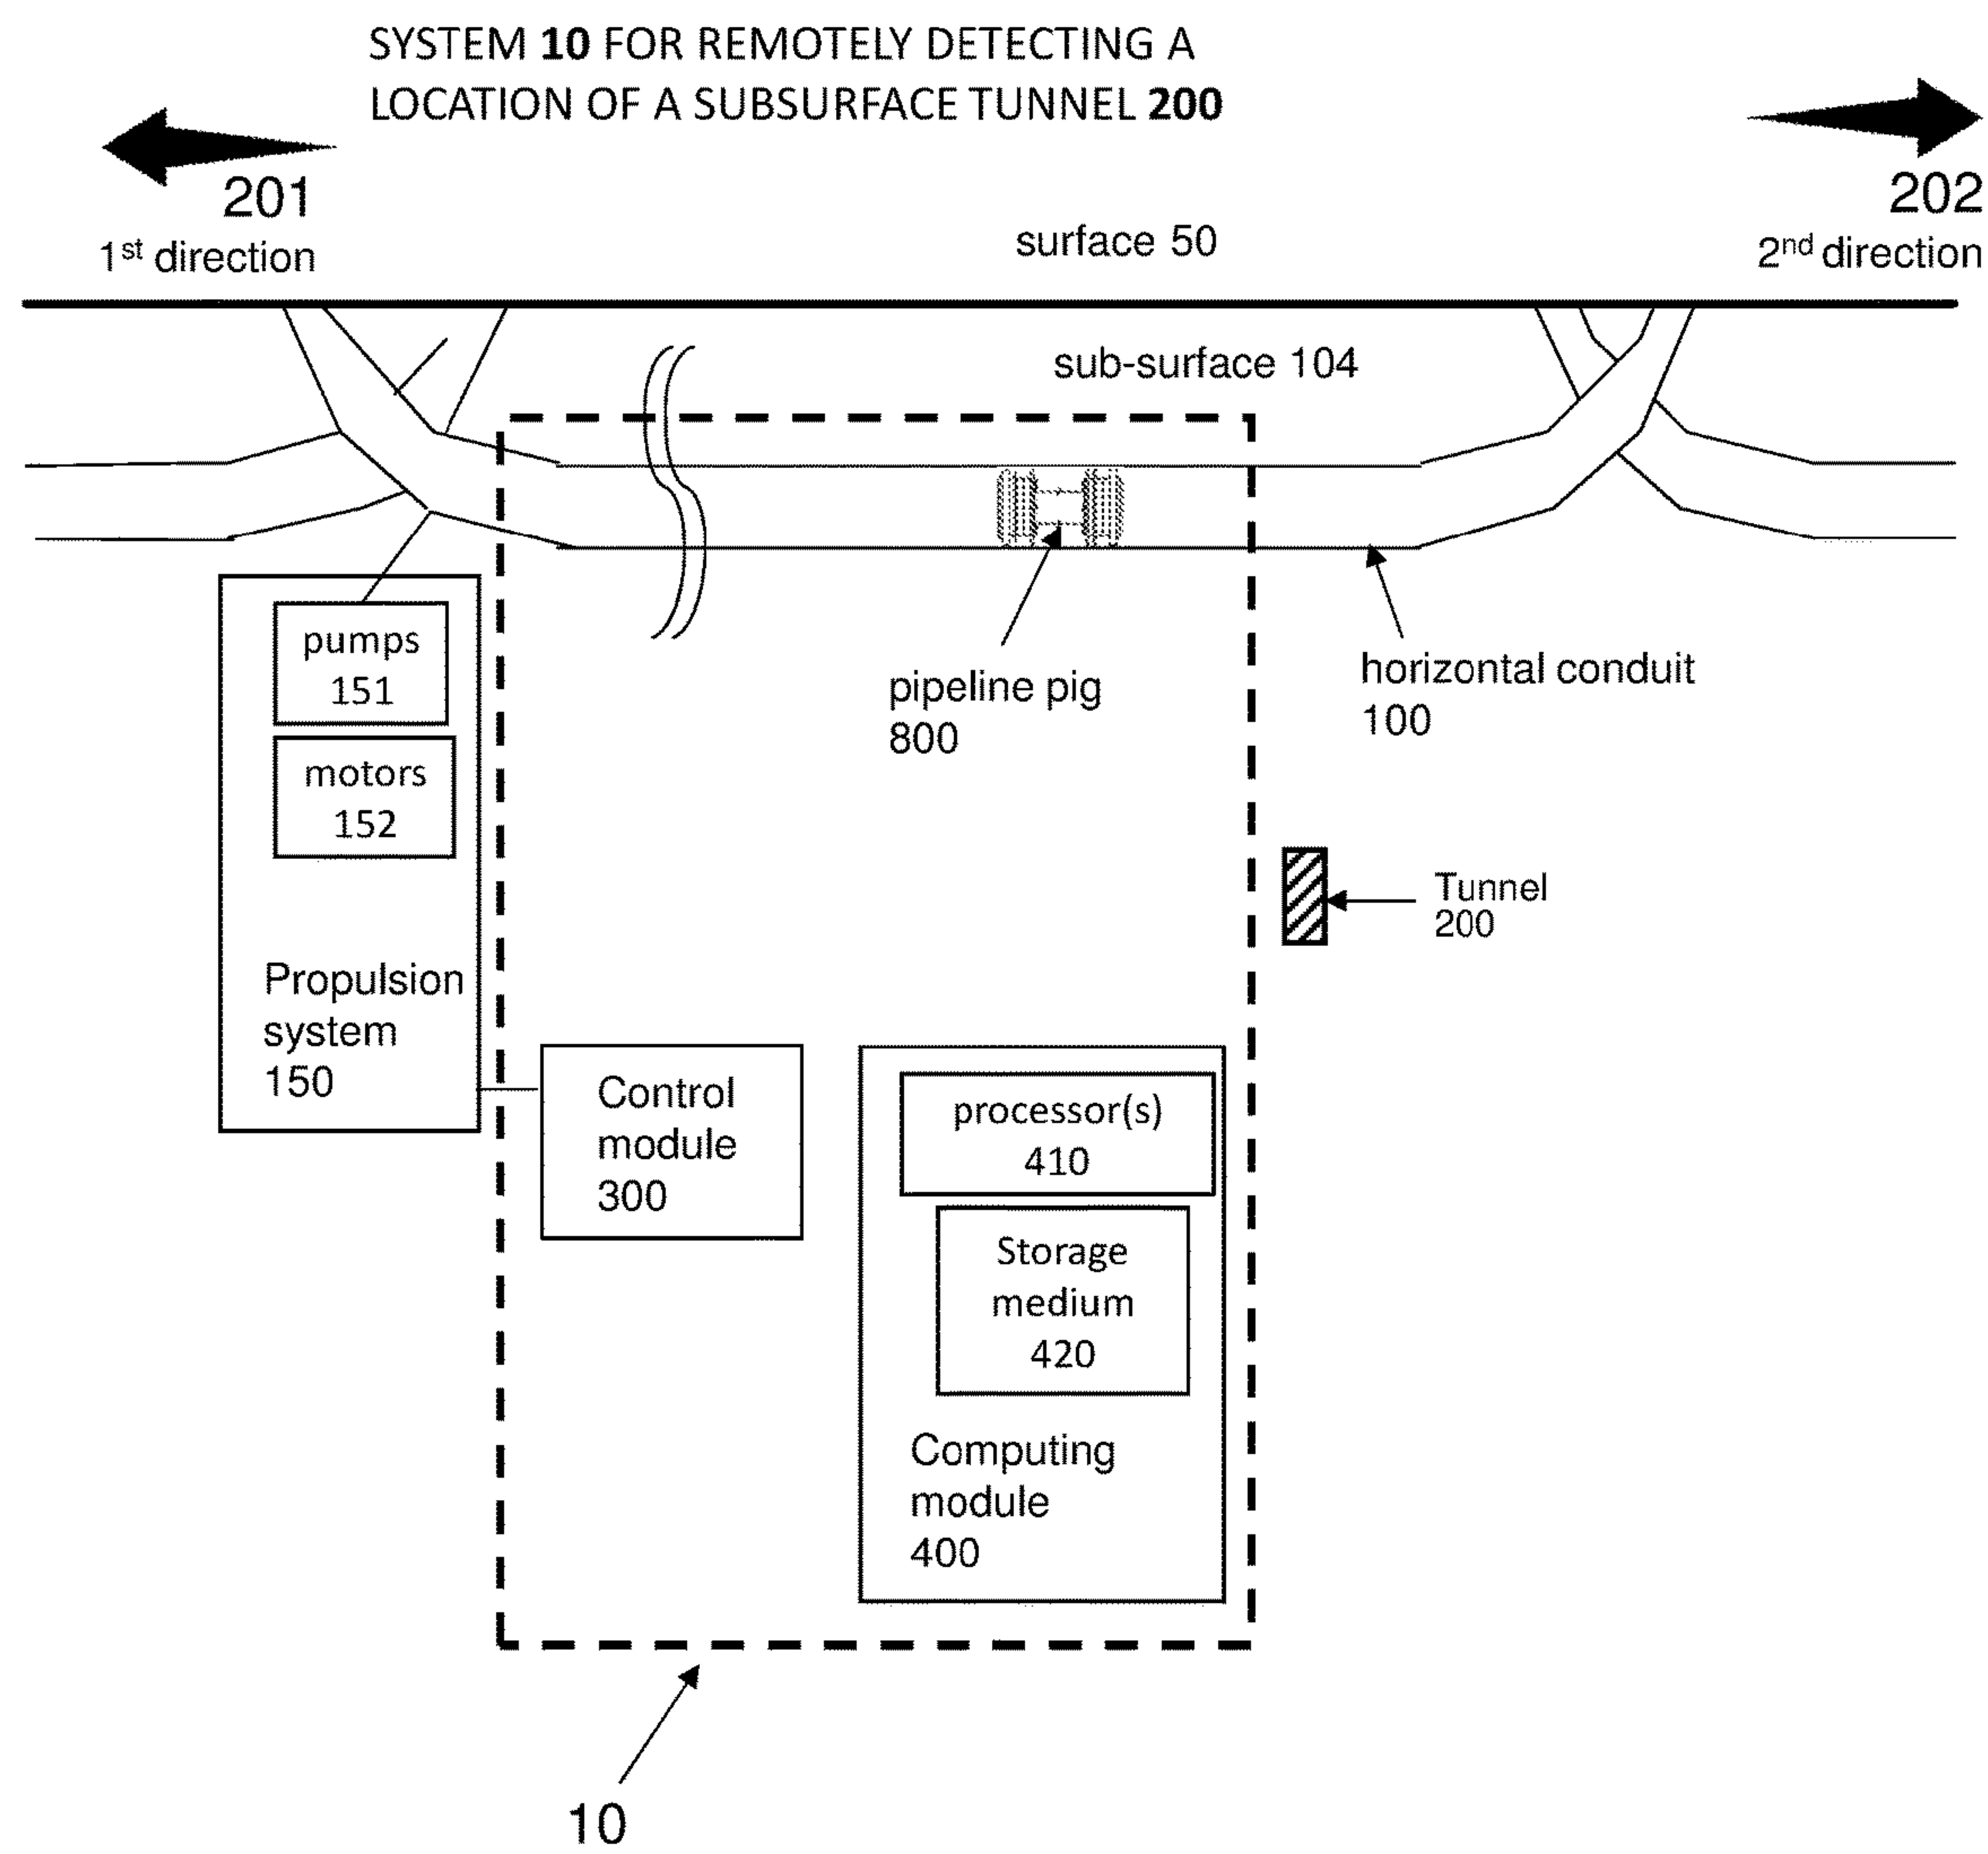 SYSTEM 10 FOR REMOTELY DETECTING A
LOCATION OF A SUBSURFACE TUNNEL 200
201
1st direction
202
2nd direction
surface 50
sub-surface 104
pumps
151
motors
152
Propulsion
system
150
pipeline pig
800
horizontal conduit
100
Tunnel
200
Control
module
300
processor(s)
410
Storage
medium
420
Computing
module
400
10